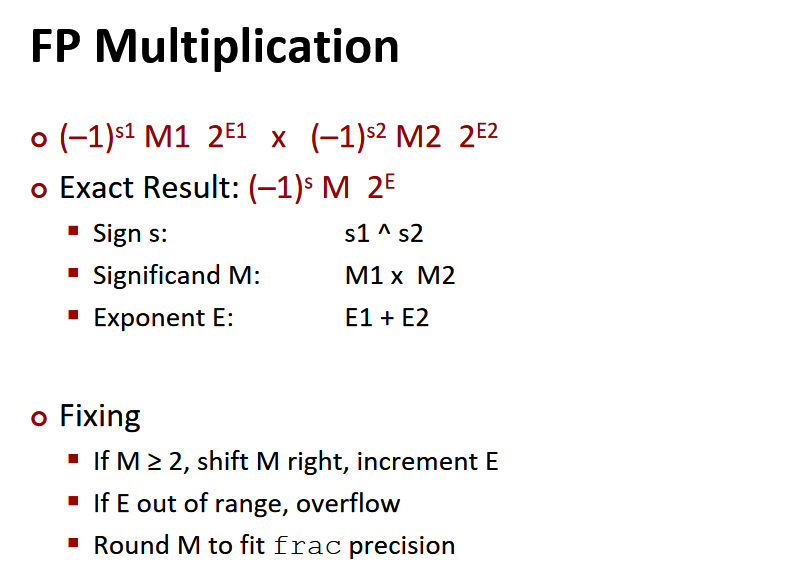 FP Multiplication
(–1)^s1 M1 2^E1 x (–1)^s2 M2 2^E2
Exact Result: (–1)^s M 2^E
Sign s: s1 ^ s2
Significand M: M1 x M2
Exponent E: E1 + E2
Fixing
If M ≥ 2, shift M right, increment E
If E out of range, overflow
Round M to fit frac precision